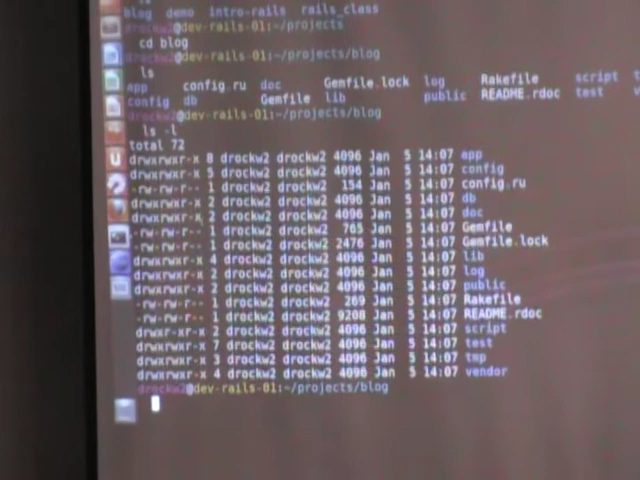 ls
blog demo intro-rails rails_class
drockw2@dev-rails-01:~/projects
cd blog
drockw2@dev-rails-01:~/projects/blog
ls
app config.ru doc Gemfile.lock log Rakefile script
config db Gemfile lib public README.rdoc test
drockw2@dev-rails-01:~/projects/blog
ls -l
total 72
drwxrwxr-x 8 drockw2 drockw2 4096 Jan 5 14:07 app
drwxrwxr-x 5 drockw2 drockw2 4096 Jan 5 14:07 config
-rw-rw-r-- 1 drockw2 drockw2 154 Jan 5 14:07 config.ru
drwxrwxr-x 2 drockw2 drockw2 4096 Jan 5 14:07 db
drwxrwxr-x 2 drockw2 drockw2 4096 Jan 5 14:07 doc
-rw-rw-r-- 1 drockw2 drockw2 765 Jan 5 14:07 Gemfile
-rw-rw-r-- 1 drockw2 drockw2 2476 Jan 5 14:07 Gemfile.lock
drwxrwxr-x 4 drockw2 drockw2 4096 Jan 5 14:07 lib
drwxrwxr-x 2 drockw2 drockw2 4096 Jan 5 14:07 log
drwxrwxr-x 2 drockw2 drockw2 4096 Jan 5 14:07 public
-rw-rw-r-- 1 drockw2 drockw2 269 Jan 5 14:07 Rakefile
-rw-rw-r-- 1 drockw2 drockw2 9208 Jan 5 14:07 README.rdoc
drwxr-xr-x 2 drockw2 drockw2 4096 Jan 5 14:07 script
drwxrwxr-x 7 drockw2 drockw2 4096 Jan 5 14:07 test
drwxrwxr-x 3 drockw2 drockw2 4096 Jan 5 14:07 tmp
drwxrwxr-x 4 drockw2 drockw2 4096 Jan 5 14:07 vendor
drockw2@dev-rails-01:~/projects/blog